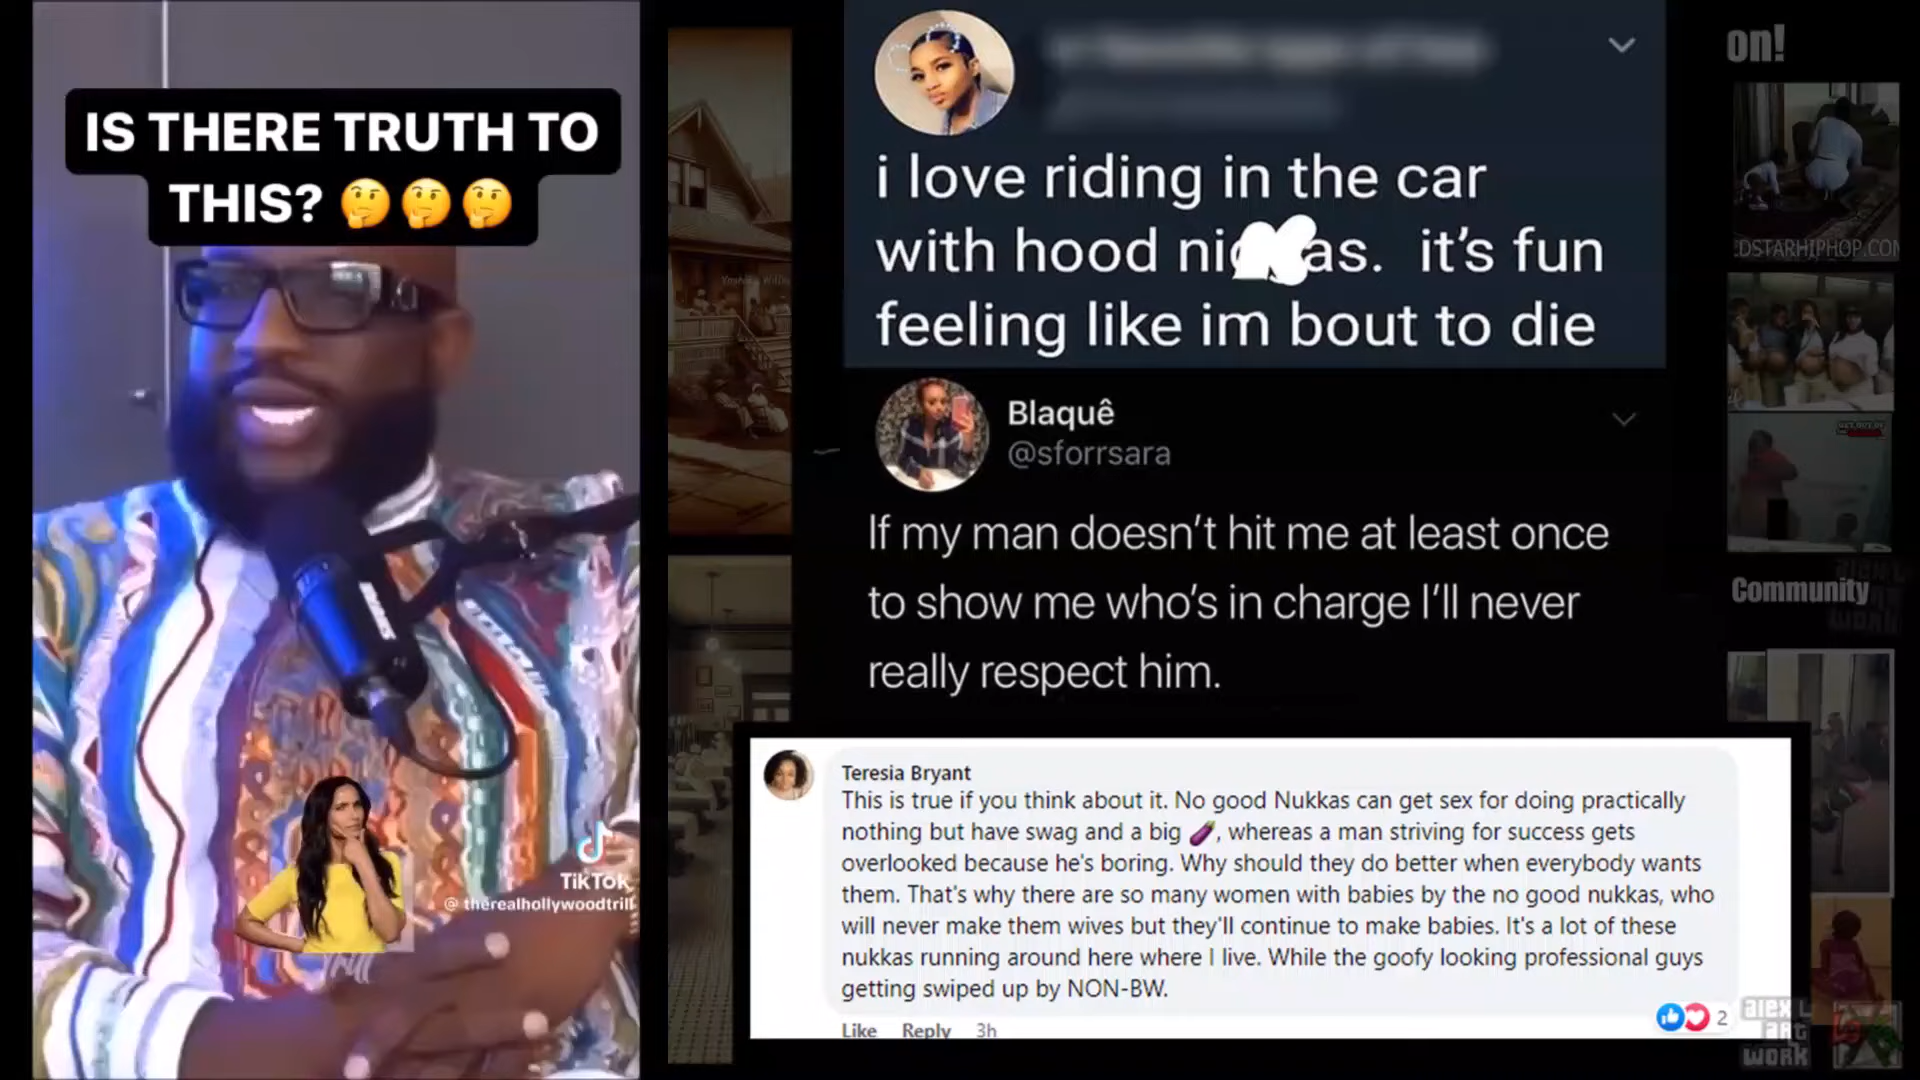 IS THERE TRUTH TO
THIS? 🤔🤔🤔
TikTok
@ therealhollywoodtrill
i love riding in the car
with hood ni as. it’s fun
feeling like im bout to die
Blaquê
@sforrsara
If my man doesn’t hit me at least once
to show me who’s in charge I’ll never
really respect him.
Teresia Bryant
This is true if you think about it. No good Nukkas can get sex for doing practically
nothing but have swag and a big 🍆, whereas a man striving for success gets
overlooked because he's boring. Why should they do better when everybody wants
them. That's why there are so many women with babies by the no good nukkas, who
will never make them wives but they'll continue to make babies. It's a lot of these
nukkas running around here where I live. While the goofy looking professional guys
getting swiped up by NON-BW.
Like Reply 3h
2
on!
DSTARHIPHOP.CO
Community
alex L
art
work